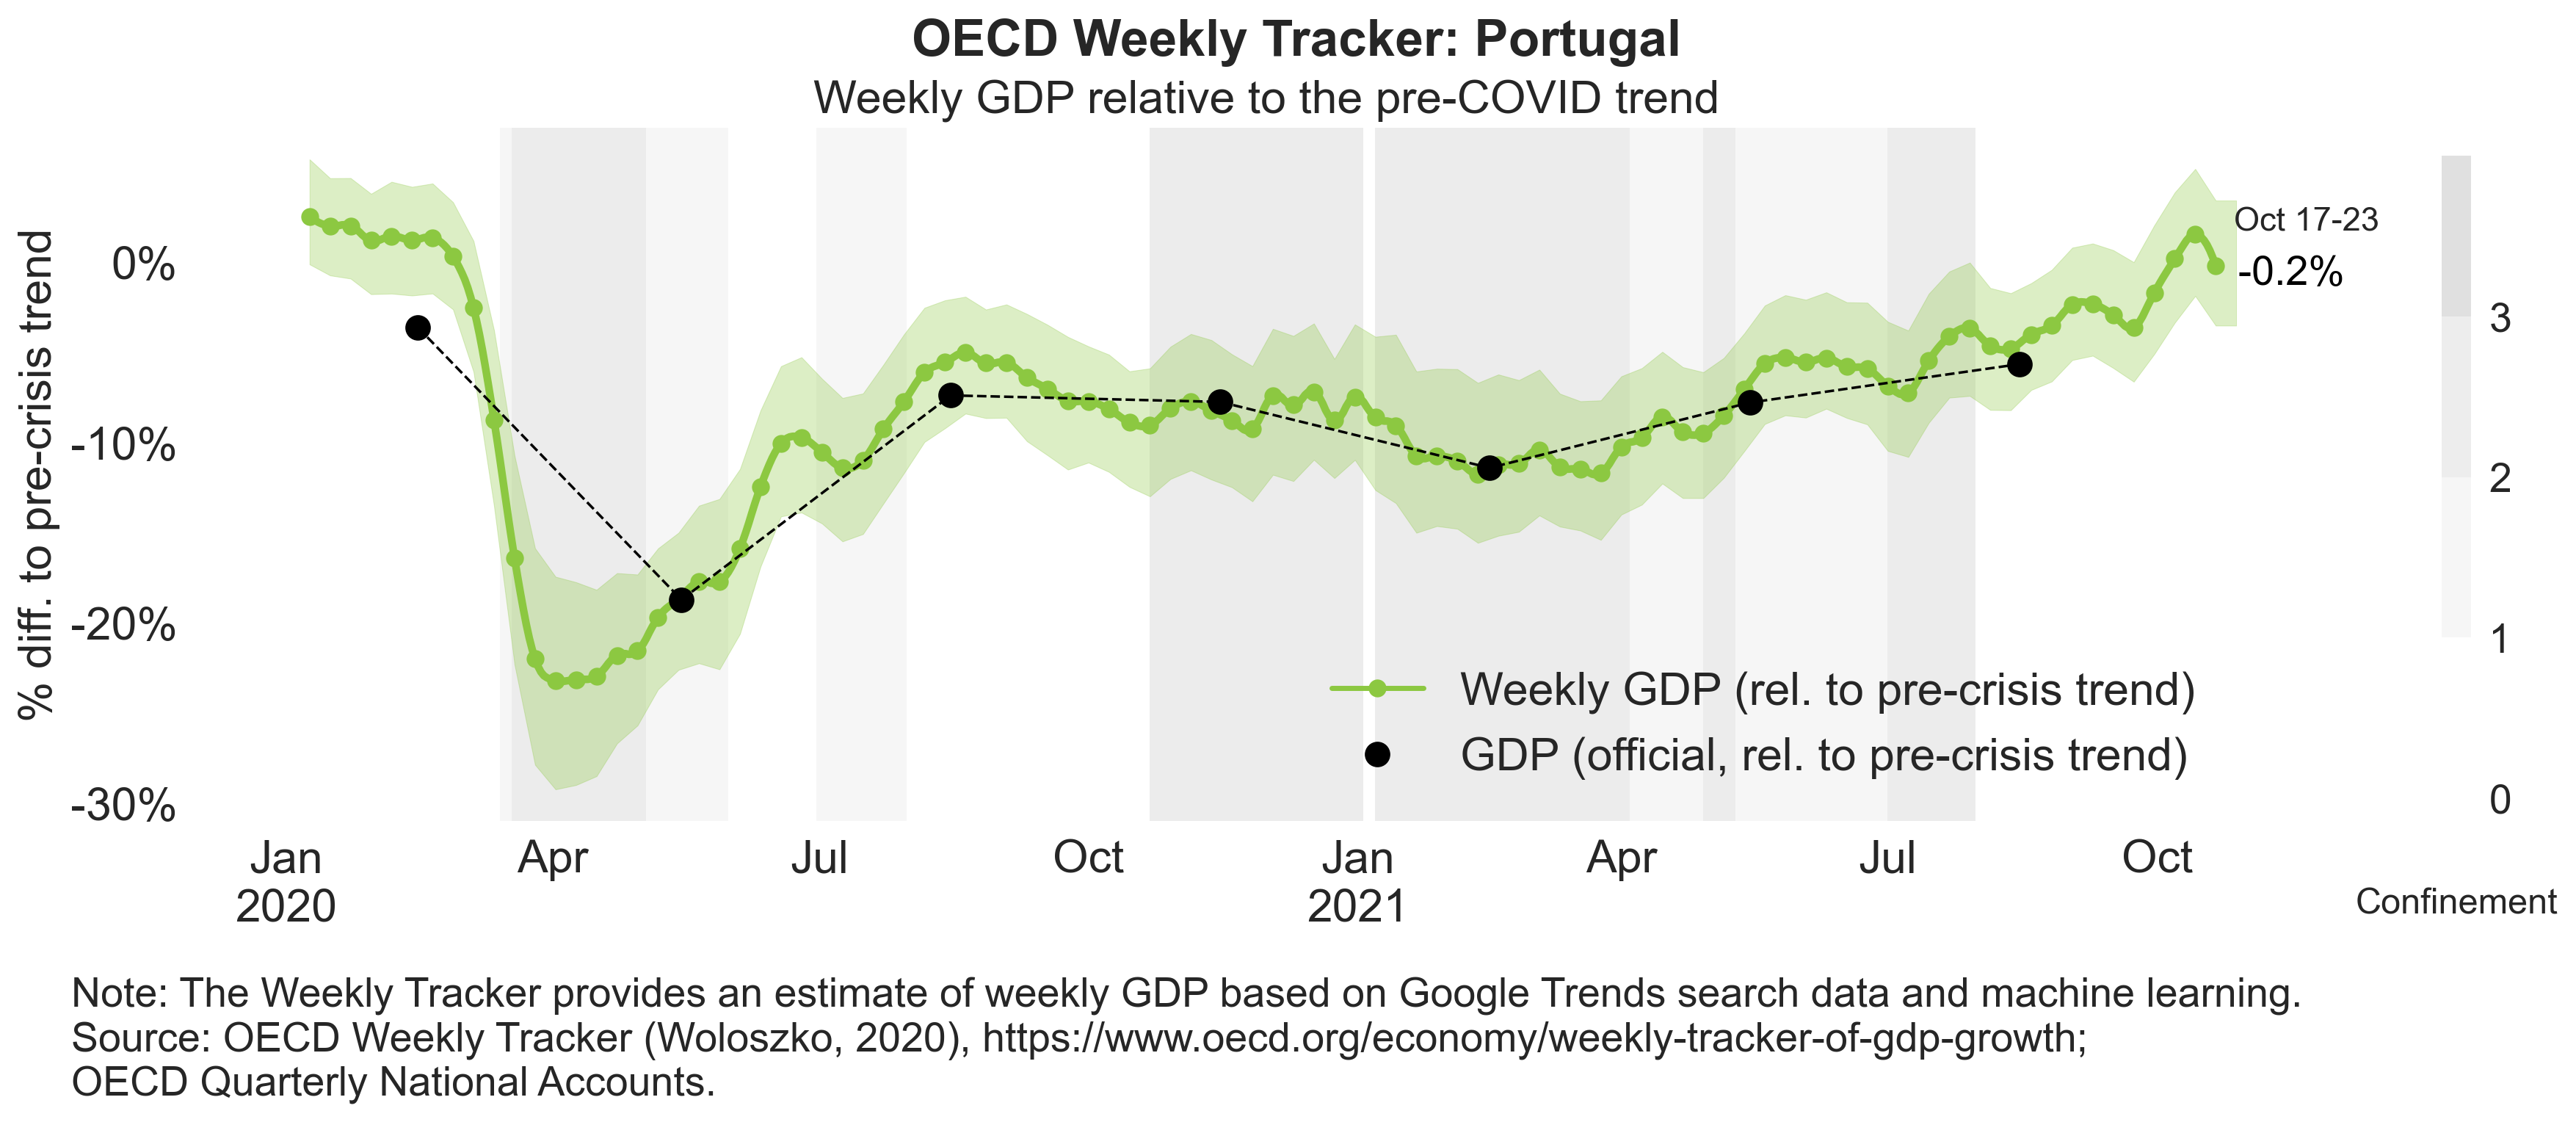 OECD Weekly Tracker: Portugal
Weekly GDP relative to the pre-COVID trend
% diff. to pre-crisis trend
0%
-10%
-20%
-30%
Oct 17-23
-0.2%
3
2
1
0
Weekly GDP (rel. to pre-crisis trend)
GDP (official, rel. to pre-crisis trend)
Jan Apr Jul Oct Jan Apr Jul Oct
2020 2021
Confinement
Note: The Weekly Tracker provides an estimate of weekly GDP based on Google Trends search data and machine learning.
Source: OECD Weekly Tracker (Woloszko, 2020), https://www.oecd.org/economy/weekly-tracker-of-gdp-growth;
OECD Quarterly National Accounts.